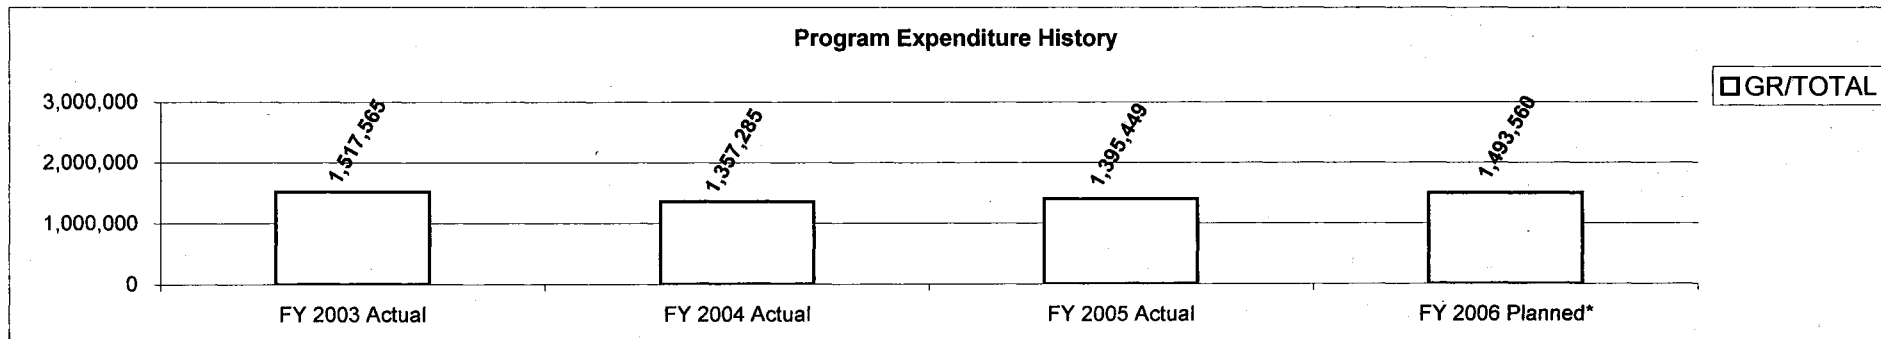 Program Expenditure History
GR/TOTAL
3,000,000
2,000,000
1,000,000
0
1,517,565
1,357,285
1,395,449
1,493,560
FY 2003 Actual
FY 2004 Actual
FY 2005 Actual
FY 2006 Planned*